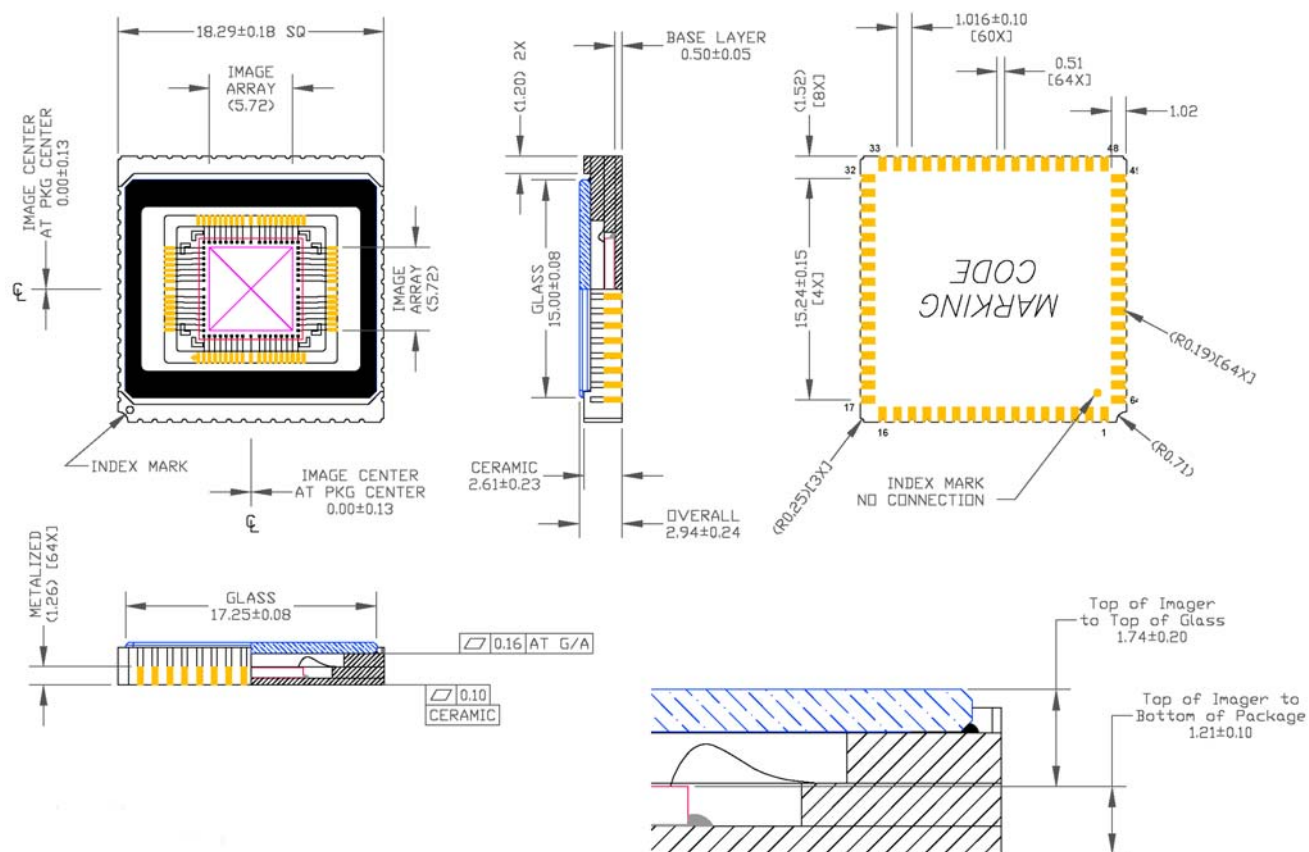 18.29±0.18 SQ
IMAGE
ARRAY
(5.72)
IMAGE CENTER
AT PKG CENTER
0.00±0.13
℄
IMAGE
ARRAY
(5.72)
INDEX MARK
IMAGE CENTER
AT PKG CENTER
0.00±0.13
℄
BASE LAYER
0.50±0.05
(1.20) 2X
GLASS
15.00±0.08
CERAMIC
2.61±0.23
OVERALL
2.94±0.24
1.016±0.10
[60X]
0.51
[64X]
(1.52)
[8X]
1.02
33
48
32
49
15.24±0.15
[4X]
MARKING
CODE
(R0.19)[64X]
17
64
16
1
(R0.71)
(R0.25)[3X]
INDEX MARK
NO CONNECTION
METALIZED
(1.26) [64X]
GLASS
17.25±0.08
▱ 0.16 AT G/A
▱ 0.10
CERAMIC
Top of Imager
to Top of Glass
1.74±0.20
Top of Imager to
Bottom of Package
1.21±0.10